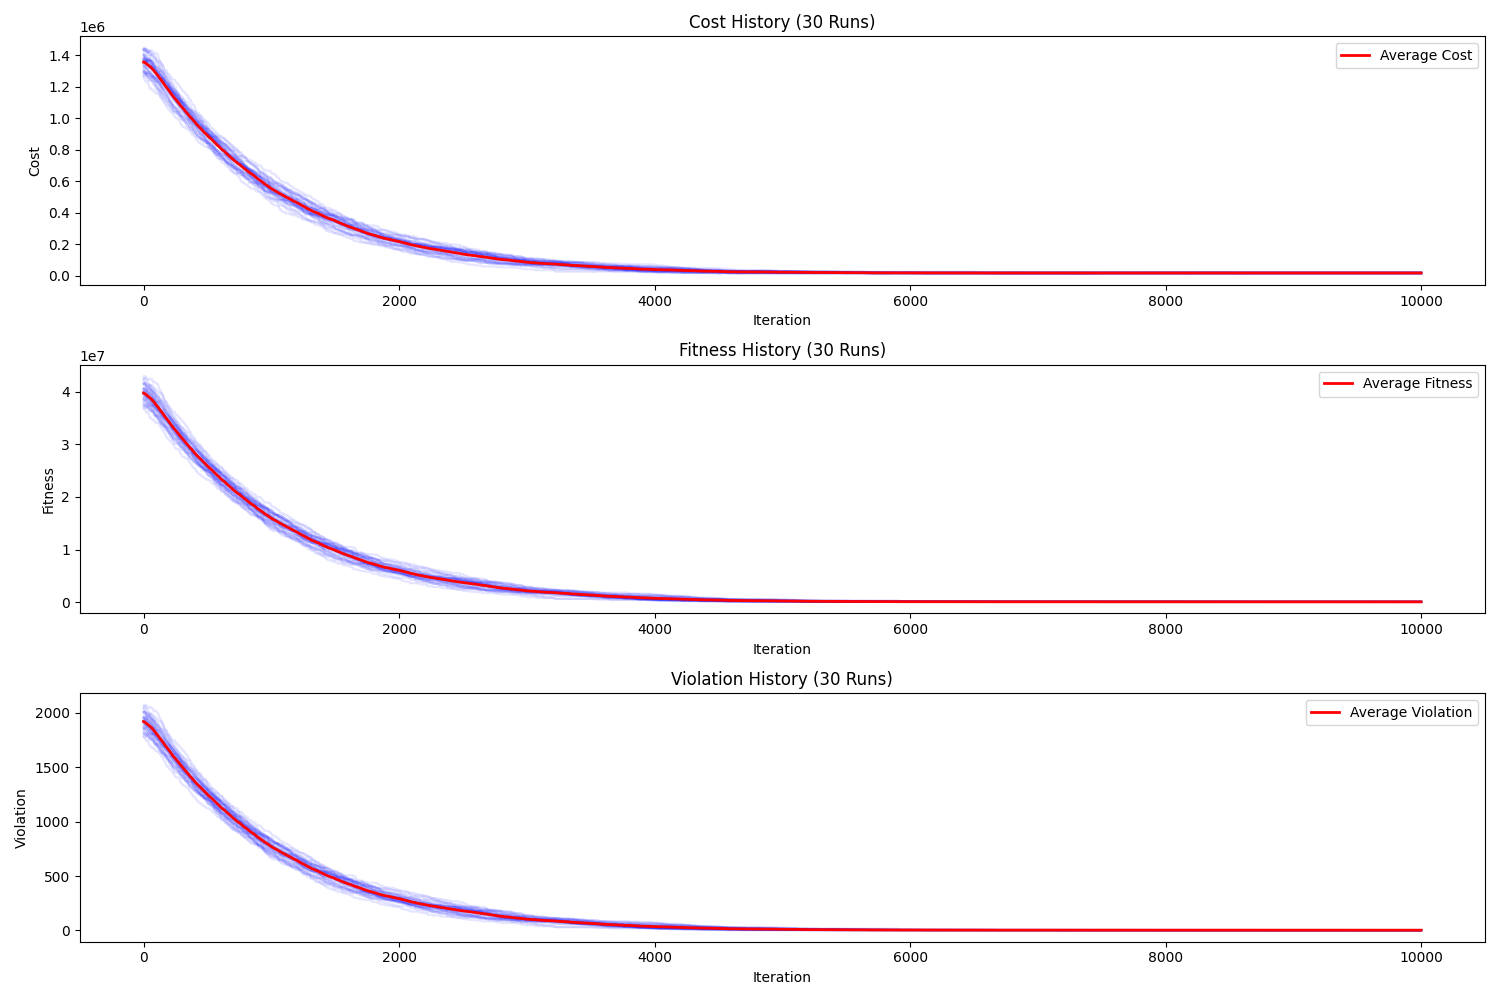 Cost History (30 Runs)
1e6
Average Cost
1.4
1.2
1.0
0.8
0.6
0.4
0.2
0.0
Cost
0 2000 4000 6000 8000 10000
Iteration
Fitness History (30 Runs)
1e7
Average Fitness
4
3
2
1
0
Fitness
0 2000 4000 6000 8000 10000
Iteration
Violation History (30 Runs)
Average Violation
2000
1500
1000
500
0
Violation
0 2000 4000 6000 8000 10000
Iteration